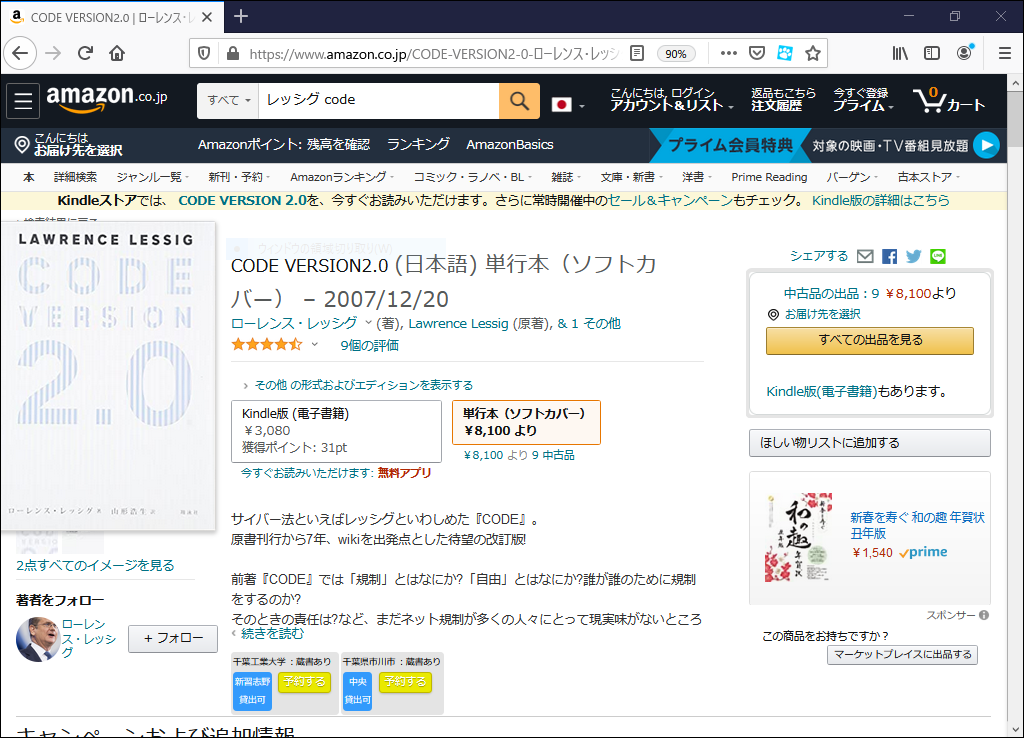 CODE VERSION2.0 | ローレンス・レ
https://www.amazon.co.jp/CODE-VERSION2-0-ローレンス・レッシ
90%
amazon.co.jp
すべて
レッシグ code
こんにちは, ログイン
アカウント&リスト
返品もこちら
注文履歴
今すぐ登録
プライム
0
カート
こんにちは
お届け先を選択
Amazonポイント: 残高を確認 ランキング AmazonBasics
プライム会員特典
対象の映画・TV番組見放題
本 詳細検索 ジャンル一覧 新刊・予約 Amazonランキング コミック・ラノベ・BL 雑誌 文庫・新書 洋書 Prime Reading バーゲン 古本ストア
Kindleストアでは、 CODE VERSION 2.0を、今すぐお読みいただけます。さらに常時開催中のセール＆キャンペーンもチェック。 Kindle版の詳細はこちら
検索結果に戻る
LAWRENCE LESSIG
CODE
VERSION
2.0
ローレンス・レッシグ 著 山形浩生 訳
ウィンドウの領域切り取り(W)
CODE VERSION2.0 (日本語) 単行本（ソフトカ
バー） – 2007/12/20
ローレンス・レッシグ (著), Lawrence Lessig (原著), & 1 その他
9個の評価
その他 の形式およびエディションを表示する
Kindle版 (電子書籍)
￥3,080
獲得ポイント: 31pt
単行本（ソフトカバー）
￥8,100 より
今すぐお読みいただけます: 無料アプリ
￥8,100 より 9 中古品
サイバー法といえばレッシグといわしめた『CODE』。
原書刊行から7年、wikiを出発点とした待望の改訂版!
前著『CODE』では「規制」とはなにか?「自由」とはなにか?誰が誰のために規制
をするのか?
そのときの責任は?など、まだネット規制が多くの人々にとって現実味がないところ
続きを読む
千葉工業大学 : 蔵書あり
新習志野
貸出可
予約する
千葉県市川市 : 蔵書あり
中央
貸出可
予約する
2点すべてのイメージを見る
著者をフォロー
ローレン
ス・レッシ
グ
+ フォロー
シェアする
中古品の出品：9 ￥8,100より
お届け先を選択
すべての出品を見る
Kindle版(電子書籍)もあります。
ほしい物リストに追加する
新春を寿ぐ
和の趣
年賀状
丑年版
新春を寿ぐ 和の趣 年賀状
丑年版
￥1,540 prime
スポンサー
この商品をお持ちですか？
マーケットプレイスに出品する
キャンペーンおよび追加情報